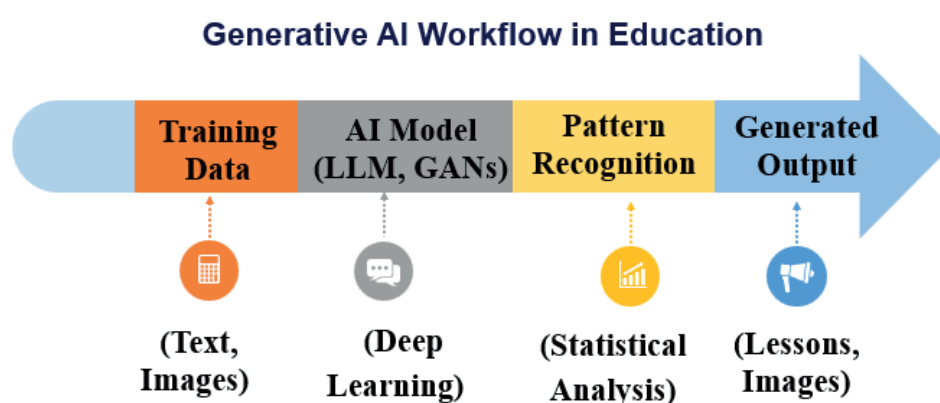 Generative AI Workflow in Education
Training
Data
AI Model
(LLM, GANs)
Pattern
Recognition
Generated
Output
(Text,
Images)
(Deep
Learning)
(Statistical
Analysis)
(Lessons,
Images)